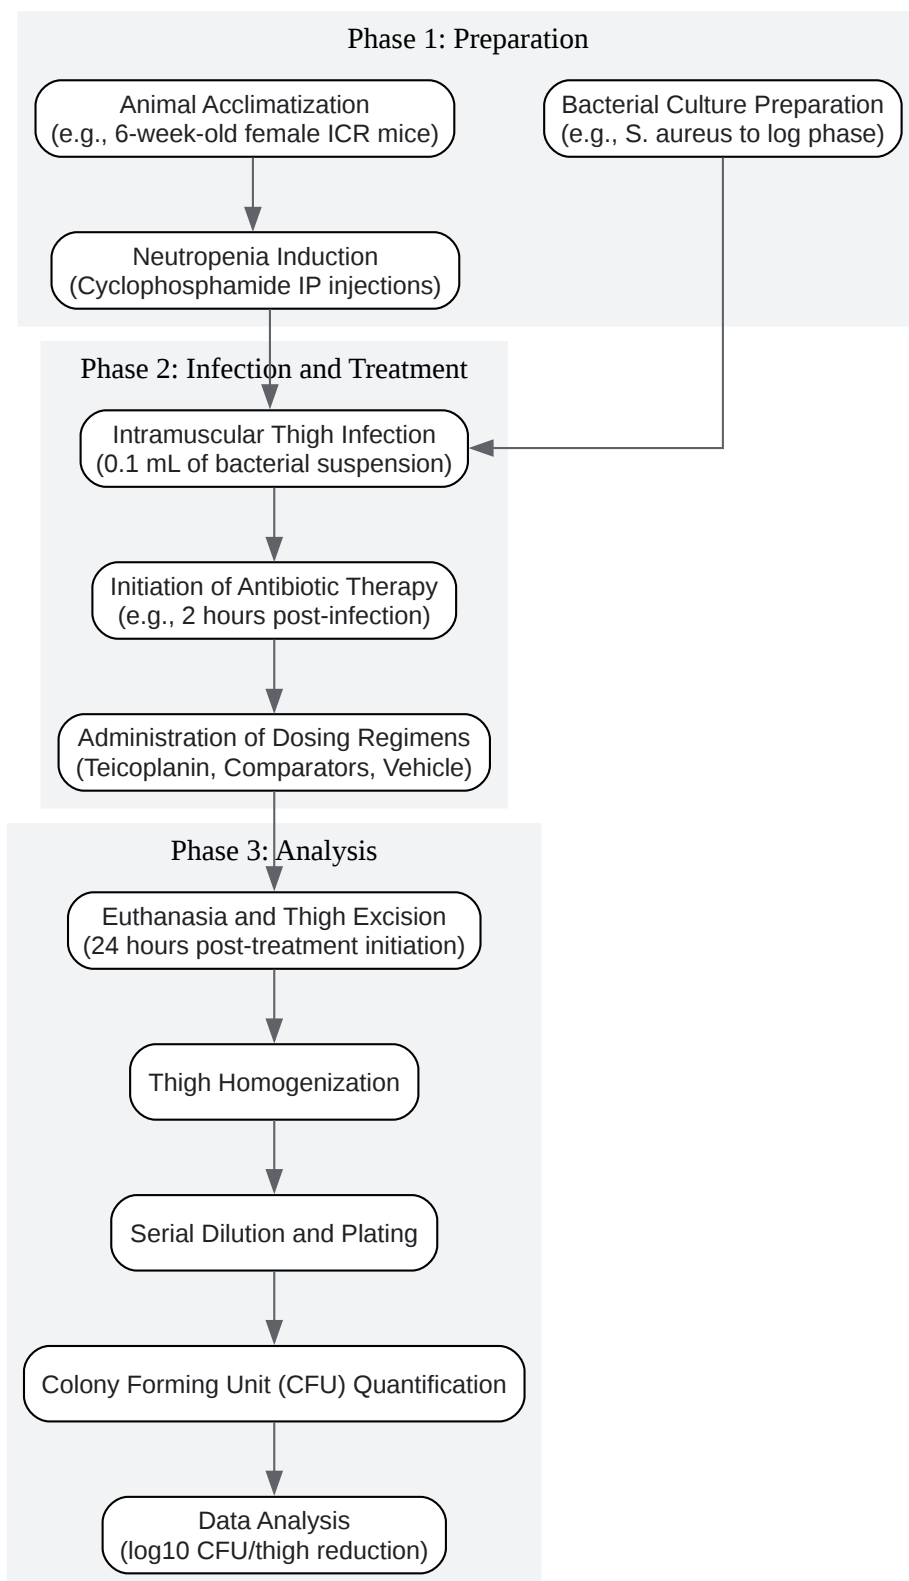 Phase 1: Preparation
Animal Acclimatization
(e.g., 6-week-old female ICR mice)
Bacterial Culture Preparation
(e.g., S. aureus to log phase)
Neutropenia Induction
(Cyclophosphamide IP injections)
Phase 2: Infection and Treatment
Intramuscular Thigh Infection
(0.1 mL of bacterial suspension)
Initiation of Antibiotic Therapy
(e.g., 2 hours post-infection)
Administration of Dosing Regimens
(Teicoplanin, Comparators, Vehicle)
Phase 3: Analysis
Euthanasia and Thigh Excision
(24 hours post-treatment initiation)
Thigh Homogenization
Serial Dilution and Plating
Colony Forming Unit (CFU) Quantification
Data Analysis
(log10 CFU/thigh reduction)